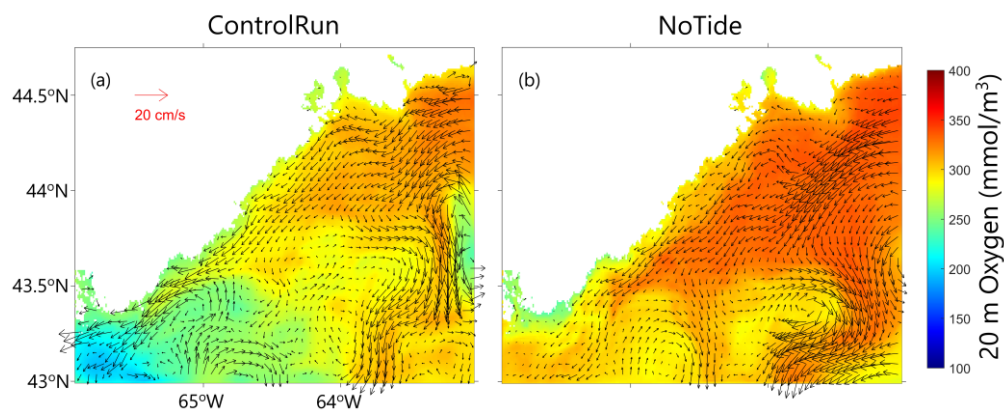 ControlRun
NoTide
(a)
20 cm/s
(b)
44.5°N
44°N
43.5°N
43°N
65°W
64°W
400
350
300
250
200
150
100
20 m Oxygen (mmol/m³)